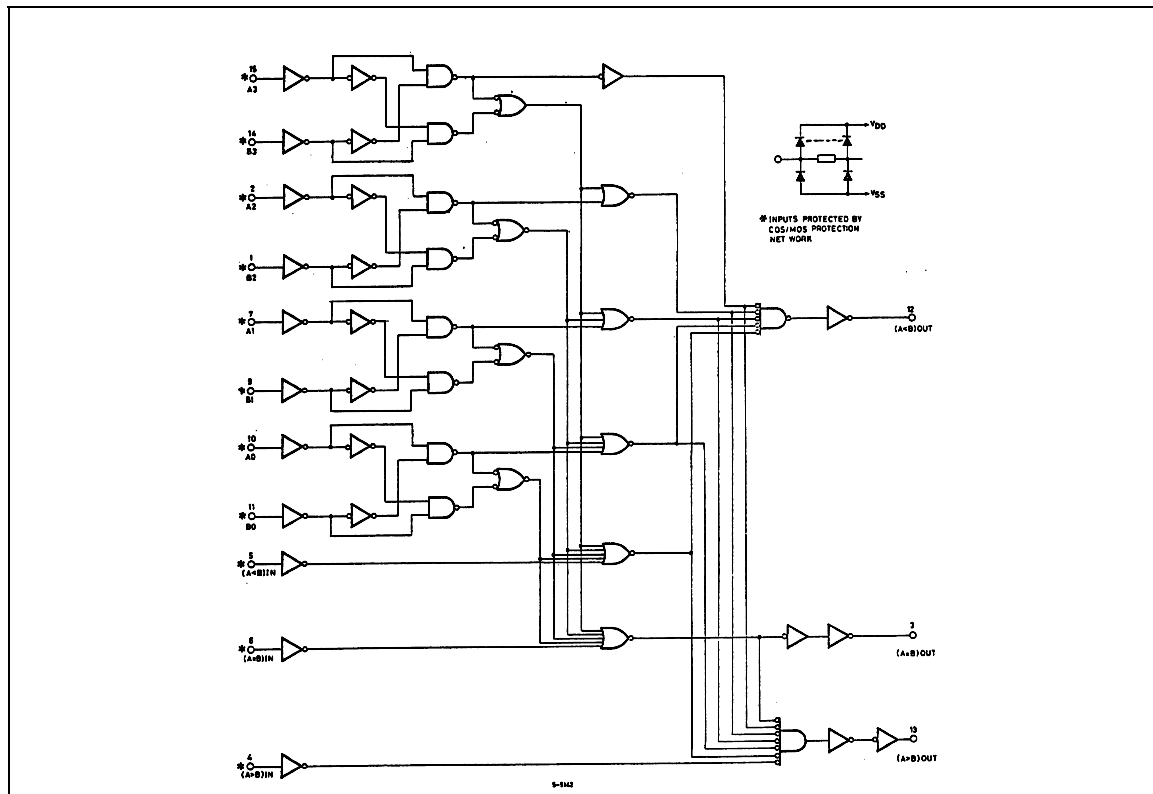 15
A3
14
B3
2
A2
1
B2
7
A1
9
B1
10
A0
11
B0
5
(A<B)IN
6
(A=B)IN
4
(A>B)IN
VDD
VSS
* INPUTS PROTECTED BY
COS/MOS PROTECTION
NET WORK
12
(A<B)OUT
3
(A=B)OUT
13
(A>B)OUT
S-5142